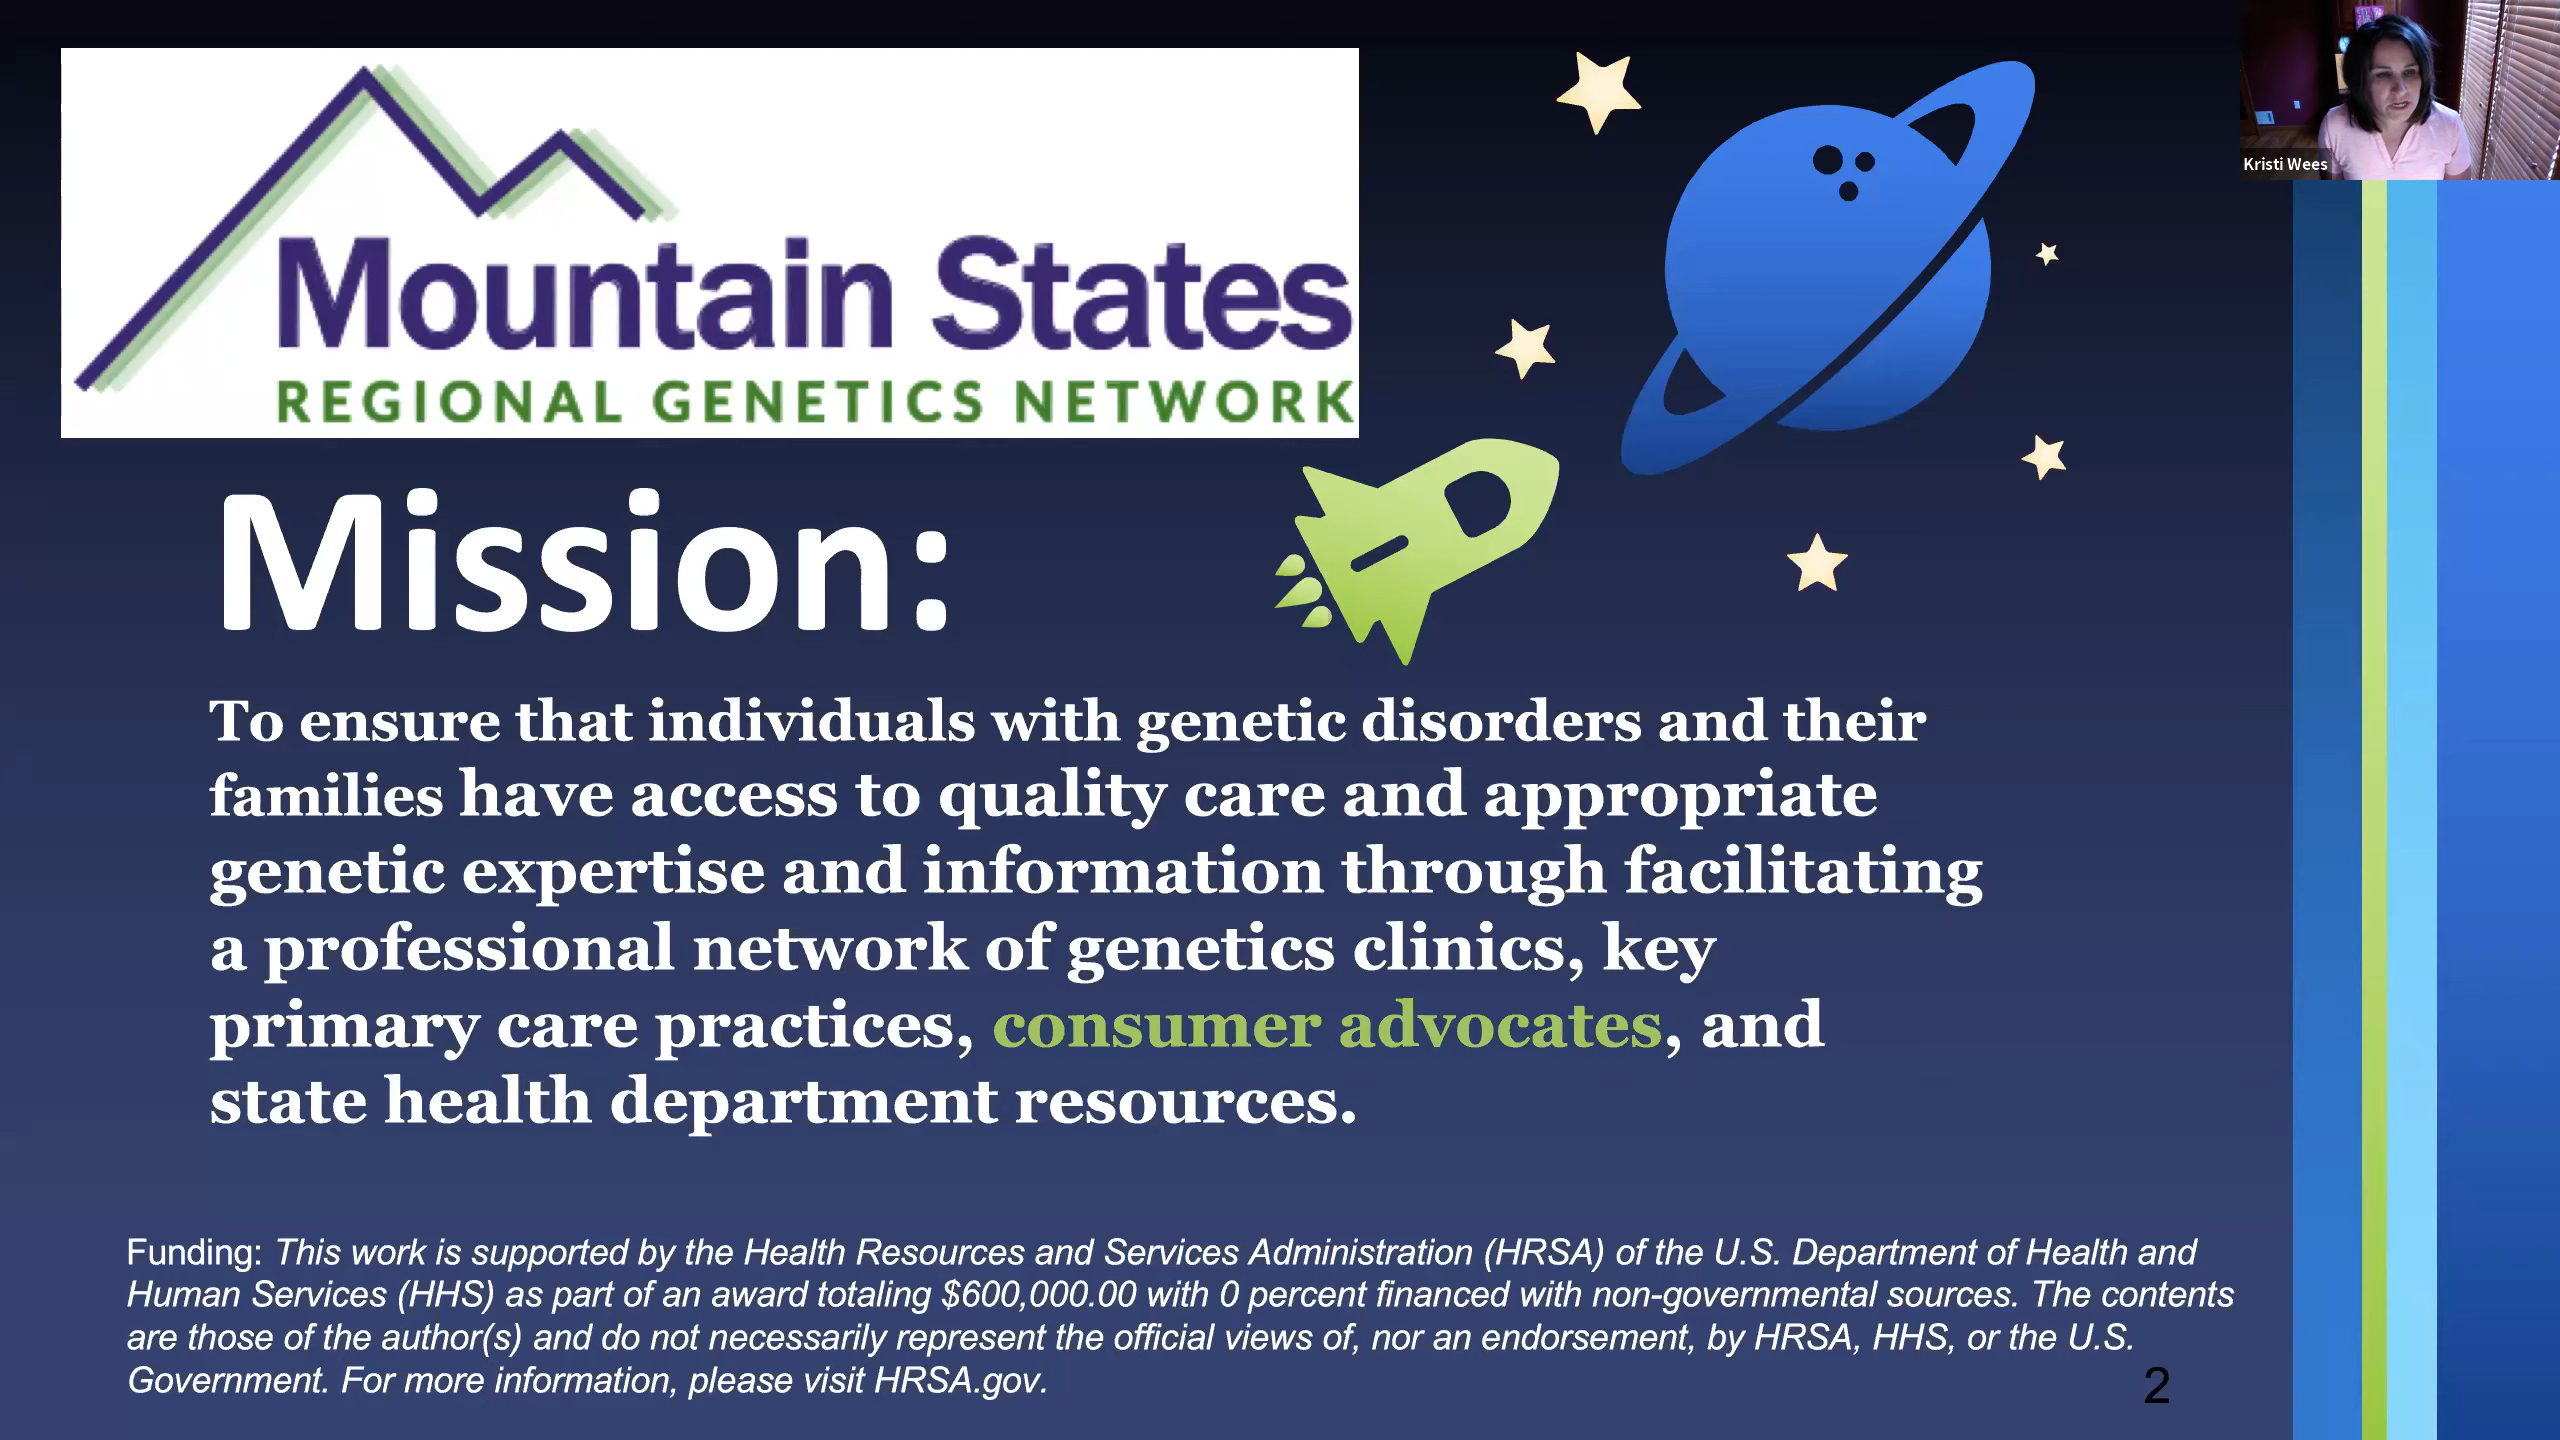 Mountain States
REGIONAL GENETICS NETWORK
Kristi Wees
Mission:
To ensure that individuals with genetic disorders and their
families have access to quality care and appropriate
genetic expertise and information through facilitating
a professional network of genetics clinics, key
primary care practices, consumer advocates, and
state health department resources.
Funding: This work is supported by the Health Resources and Services Administration (HRSA) of the U.S. Department of Health and
Human Services (HHS) as part of an award totaling $600,000.00 with 0 percent financed with non-governmental sources. The contents
are those of the author(s) and do not necessarily represent the official views of, nor an endorsement, by HRSA, HHS, or the U.S.
Government. For more information, please visit HRSA.gov.
2